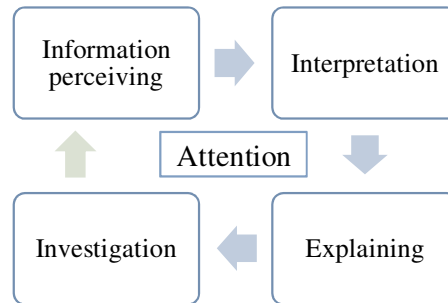 Information
perceiving
Interpretation
Attention
Investigation
Explaining